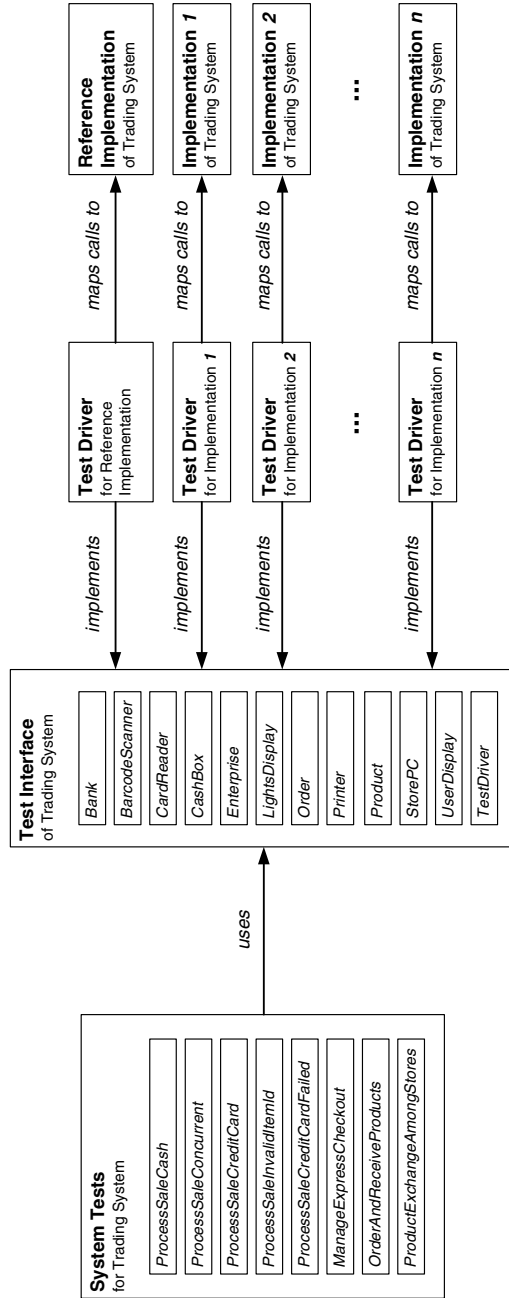 System Tests
for Trading System
ProcessSaleCash
ProcessSaleConcurrent
ProcessSaleCreditCard
ProcessSaleInvalidItemId
ProcessSaleCreditCardFailed
ManageExpressCheckout
OrderAndReceiveProducts
ProductExchangeAmongStores
uses
Test Interface
of Trading System
Bank
BarcodeScanner
CardReader
CashBox
Enterprise
LightsDisplay
Order
Printer
Product
StorePC
UserDisplay
TestDriver
implements
implements
implements
implements
Test Driver
for Reference
Implementation
Test Driver
for Implementation 1
Test Driver
for Implementation 2
...
Test Driver
for Implementation n
maps calls to
maps calls to
maps calls to
maps calls to
Reference
Implementation
of Trading System
Implementation 1
of Trading System
Implementation 2
of Trading System
...
Implementation n
of Trading System